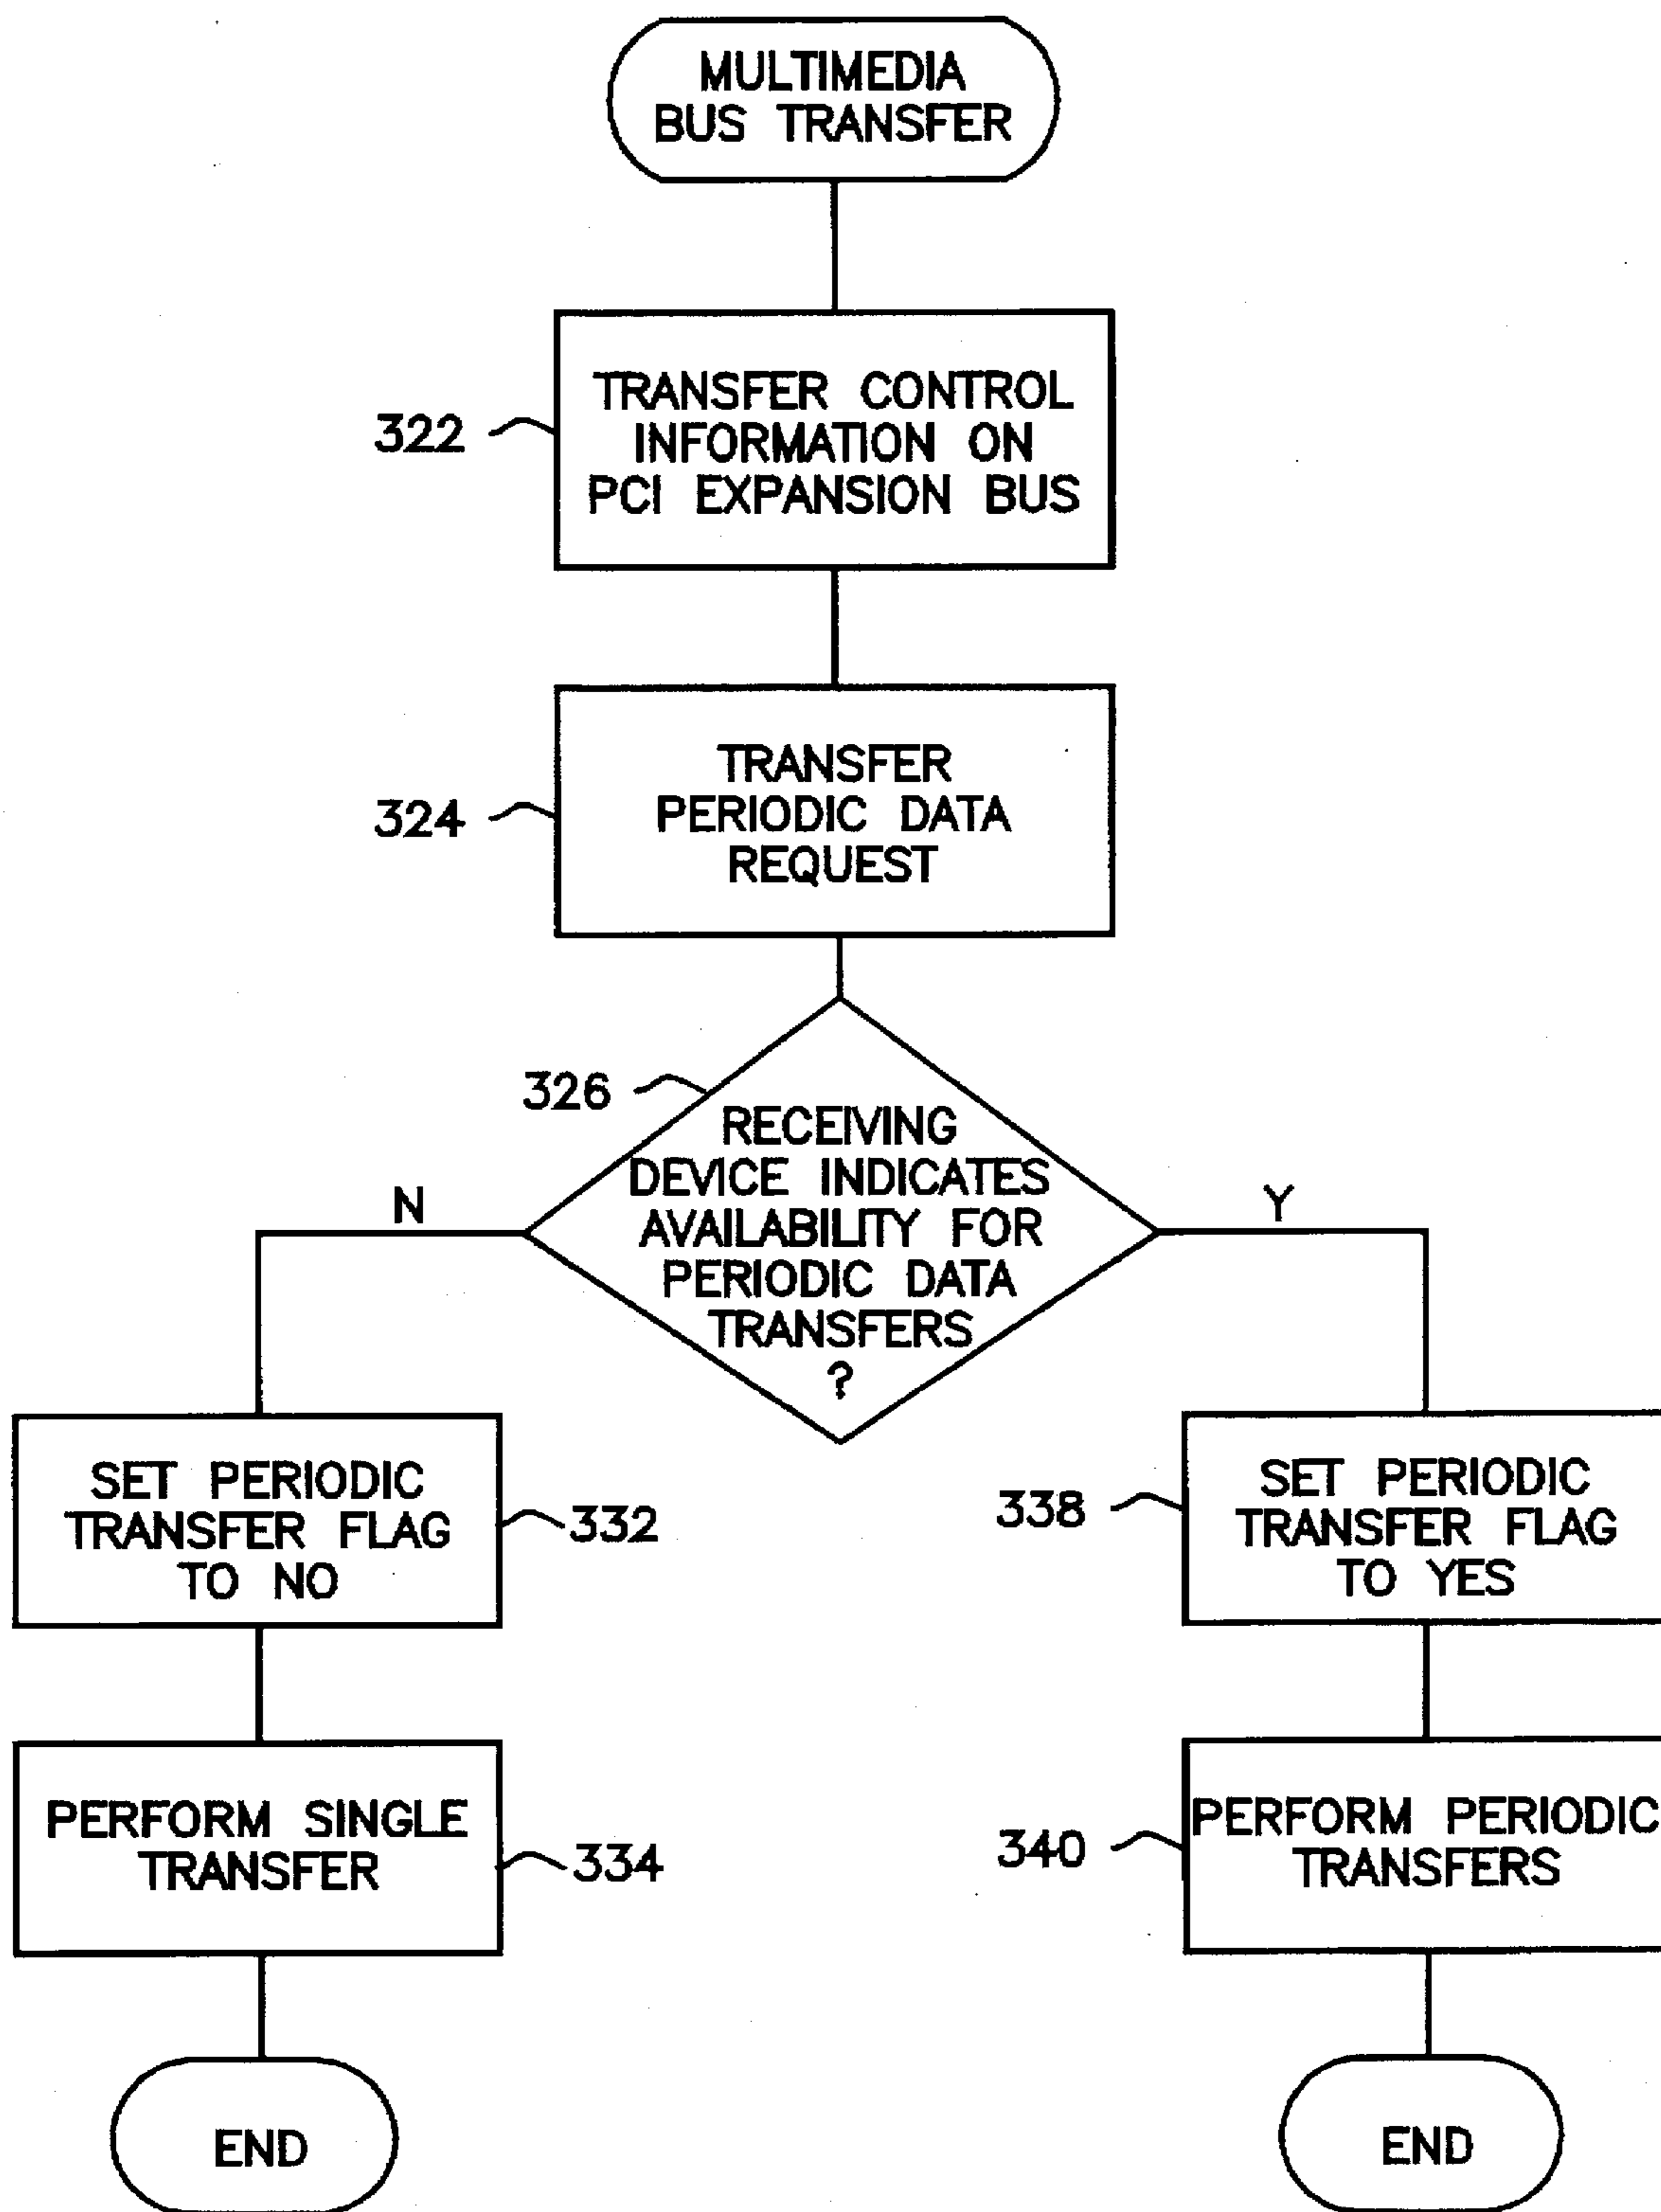 MULTIMEDIA
BUS TRANSFER
322
TRANSFER CONTROL
INFORMATION ON
PCI EXPANSION BUS
324
TRANSFER
PERIODIC DATA
REQUEST
326
RECEIVING
DEVICE INDICATES
AVAILABILITY FOR
PERIODIC DATA
TRANSFERS
?
N
Y
SET PERIODIC
TRANSFER FLAG
TO NO
332
338
SET PERIODIC
TRANSFER FLAG
TO YES
PERFORM SINGLE
TRANSFER
334
340
PERFORM PERIODIC
TRANSFERS
END
END